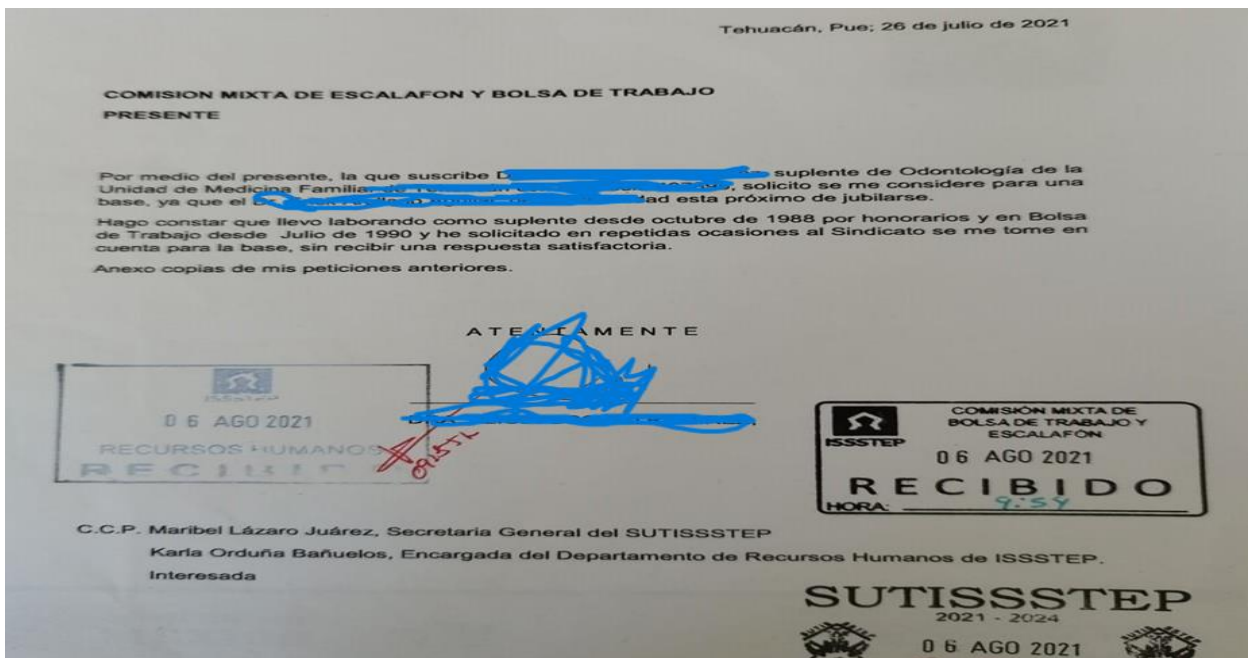 Tehuacán, Pue; 26 de julio de 2021
COMISION MIXTA DE ESCALAFON Y BOLSA DE TRABAJO
PRESENTE
Por medio del presente, la que suscribe suplente de Odontología de la
Unidad de Medicina solicito se me considere para una
base, ya que el esta próximo de jubilarse.
Hago constar que llevo laborando como suplente desde octubre de 1988 por honorarios y en Bolsa
de Trabajo desde Julio de 1990 y he solicitado en repetidas ocasiones al Sindicato se me tome en
cuenta para la base, sin recibir una respuesta satisfactoria.
Anexo copias de mis peticiones anteriores.
ATENTAMENTE
ISSSTEP
06 AGO 2021
RECURSOS HUMANOS
RECIBIDO
COMISIÓN MIXTA DE
BOLSA DE TRABAJO Y
ESCALAFÓN
ISSSTEP
06 AGO 2021
RECIBIDO
HORA: 9:54
C.C.P. Maribel Lázaro Juárez, Secretaria General del SUTISSSTEP
Karla Orduña Bañuelos, Encargada del Departamento de Recursos Humanos de ISSSTEP.
Interesada
SUTISSSTEP
2021 - 2024
06 AGO 2021